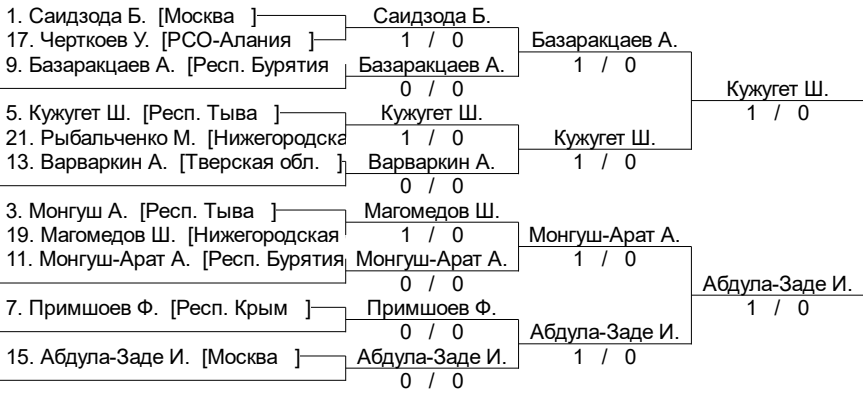 1. Саидзода Б. [Москва ]
Саидзода Б.
17. Черткоев У. [РСО-Алания ]
1 / 0
Базаракцаев А.
9. Базаракцаев А. [Респ. Бурятия
Базаракцаев А.
1 / 0
0 / 0
Кужугет Ш.
5. Кужугет Ш. [Респ. Тыва ]
Кужугет Ш.
1 / 0
21. Рыбальченко М. [Нижегородска
1 / 0
Кужугет Ш.
13. Варваркин А. [Тверская обл. ]
Варваркин А.
1 / 0
0 / 0
3. Монгуш А. [Респ. Тыва ]
Магомедов Ш.
19. Магомедов Ш. [Нижегородская
1 / 0
Монгуш-Арат А.
11. Монгуш-Арат А. [Респ. Бурятия
Монгуш-Арат А.
1 / 0
0 / 0
Абдула-Заде И.
7. Примшоев Ф. [Респ. Крым ]
Примшоев Ф.
1 / 0
0 / 0
Абдула-Заде И.
15. Абдула-Заде И. [Москва ]
Абдула-Заде И.
1 / 0
0 / 0